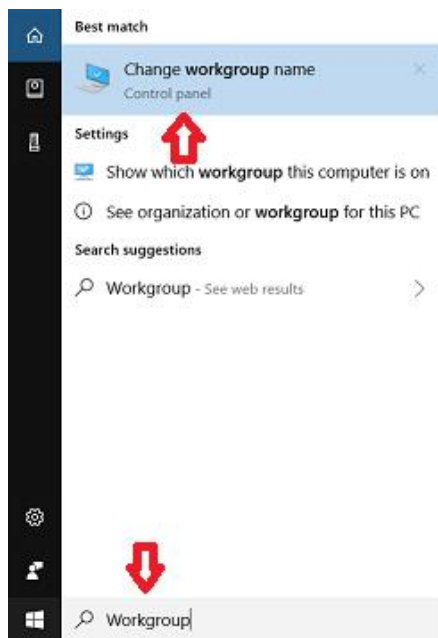 Best match
Change workgroup name
Control panel
Settings
Show which workgroup this computer is on
See organization or workgroup for this PC
Search suggestions
Workgroup - See web results
Workgroup